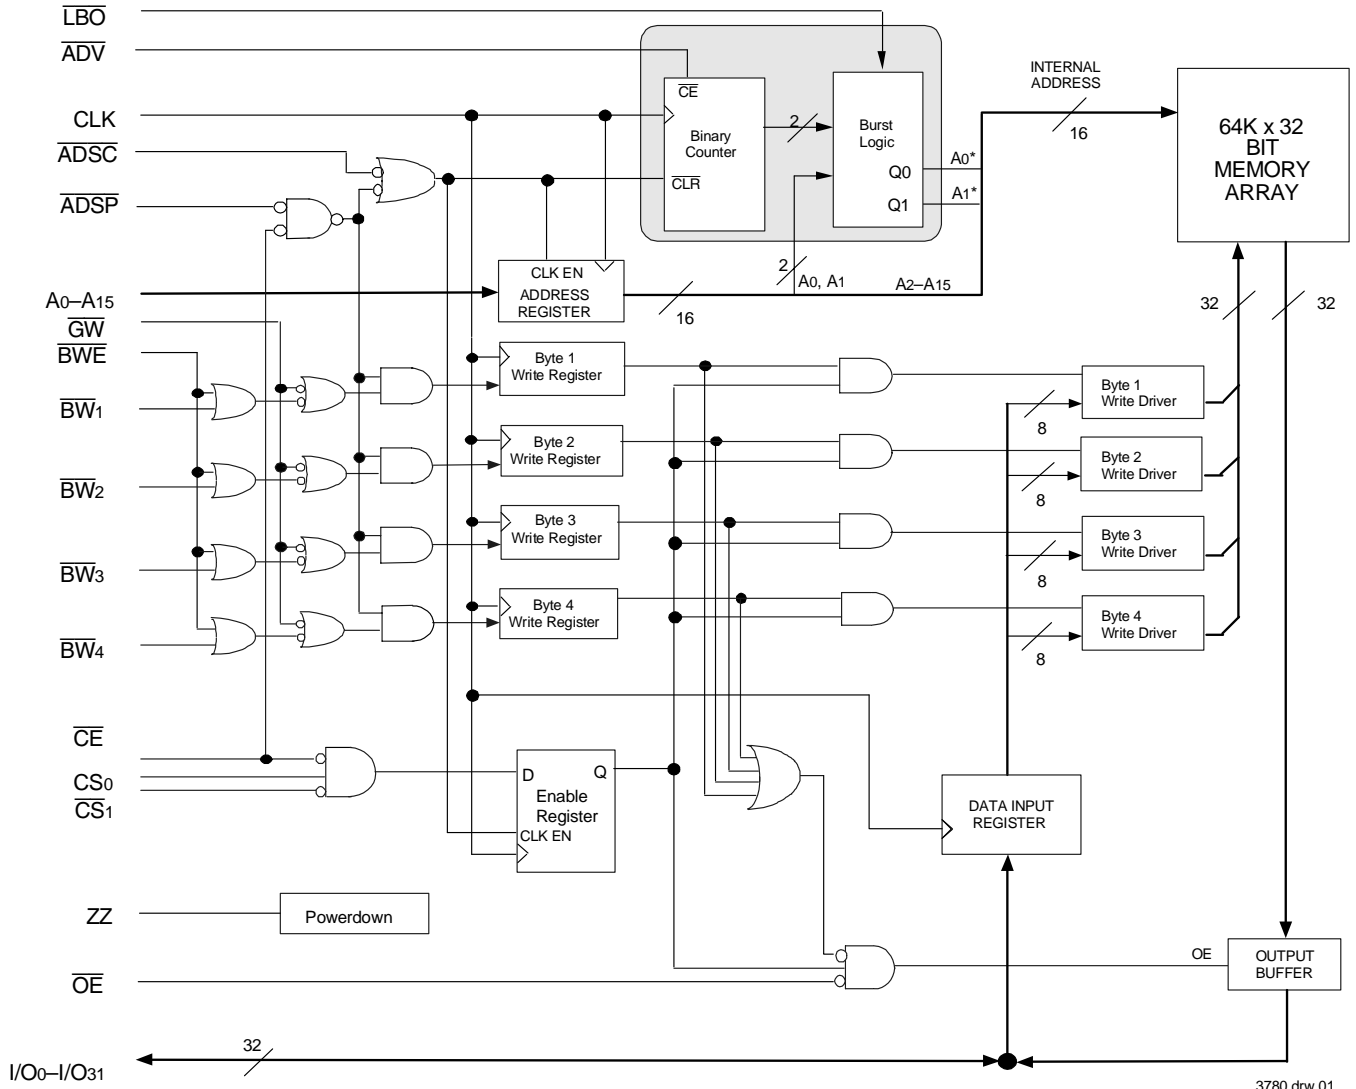 LBO
ADV
CLK
ADSC
ADSP
A0–A15
GW
BWE
BW1
BW2
BW3
BW4
CE
CS0
CS1
ZZ
OE
I/O0–I/O31
CE
Binary
Counter
CLR
2
Burst
Logic
Q0
Q1
A0*
A1*
INTERNAL
ADDRESS
16
64K x 32
BIT
MEMORY
ARRAY
CLK EN
ADDRESS
REGISTER
16
2
A0, A1
A2–A15
32
32
Byte 1
Write Register
Byte 2
Write Register
Byte 3
Write Register
Byte 4
Write Register
Byte 1
Write Driver
8
Byte 2
Write Driver
8
Byte 3
Write Driver
8
Byte 4
Write Driver
8
D
Q
Enable
Register
CLK EN
DATA INPUT
REGISTER
Powerdown
OE
OUTPUT
BUFFER
32
3780 drw 01